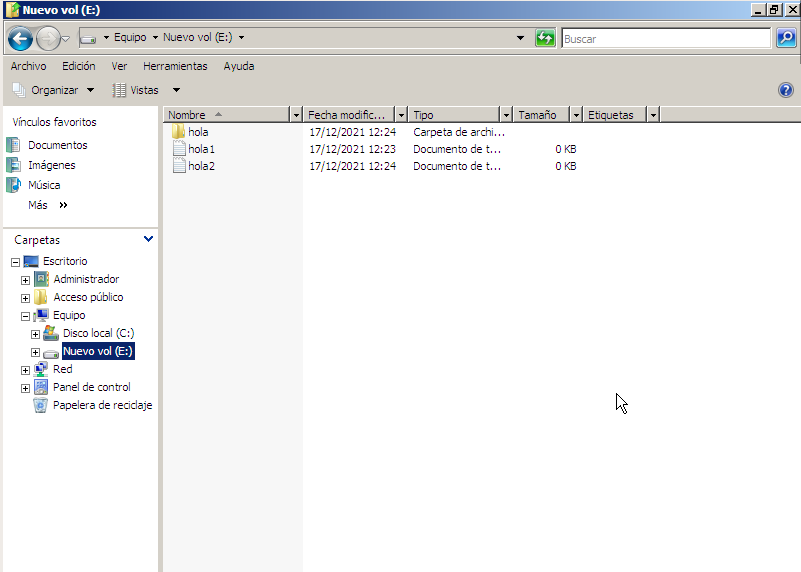 Nuevo vol (E:)
Equipo Nuevo vol (E:)
Buscar
Archivo Edición Ver Herramientas Ayuda
Organizar Vistas
Vínculos favoritos
Documentos
Imágenes
Música
Más »
Carpetas
Escritorio
Administrador
Acceso público
Equipo
Disco local (C:)
Nuevo vol (E:)
Red
Panel de control
Papelera de reciclaje
Nombre Fecha modific... Tipo Tamaño Etiquetas
hola 17/12/2021 12:24 Carpeta de archi...
hola1 17/12/2021 12:23 Documento de t... 0 KB
hola2 17/12/2021 12:24 Documento de t... 0 KB